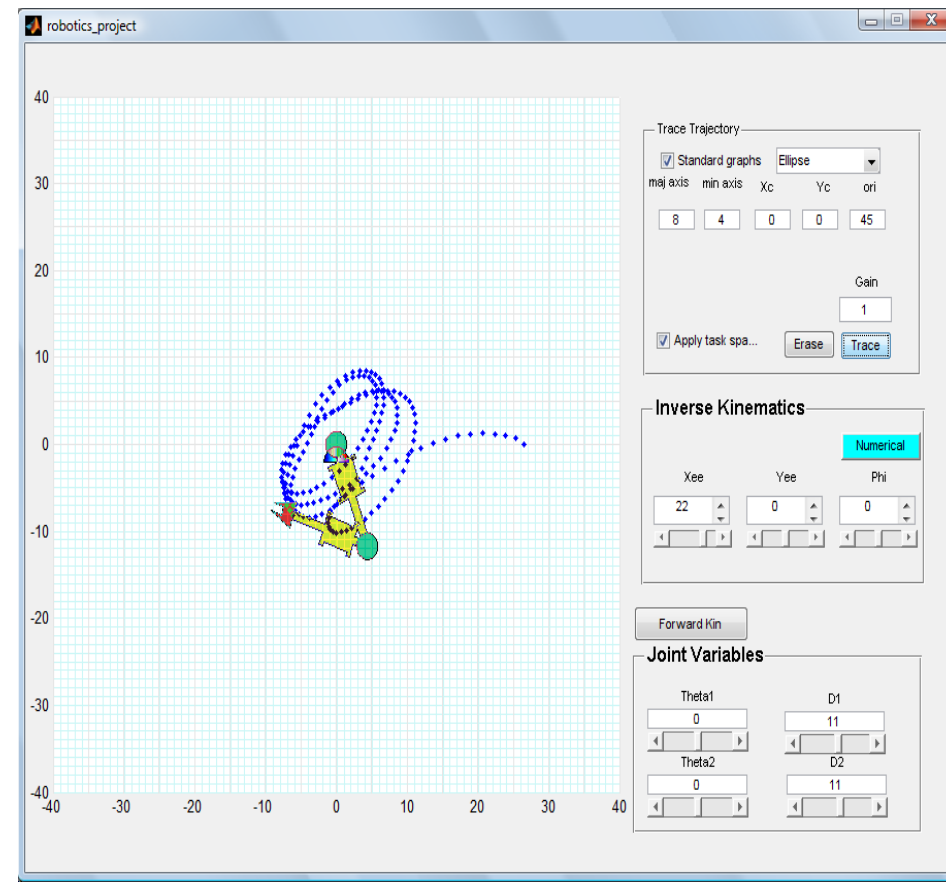 robotics_project
40
30
20
10
0
-10
-20
-30
-40
-40 -30 -20 -10 0 10 20 30 40
Trace Trajectory
Standard graphs Ellipse
maj axis min axis Xc Yc ori
8 4 0 0 45
Gain
1
Apply task spa... Erase Trace
Inverse Kinematics
Numerical
Xee Yee Phi
22 0 0
Forward Kin
Joint Variables
Theta1 D1
0 11
Theta2 D2
0 11